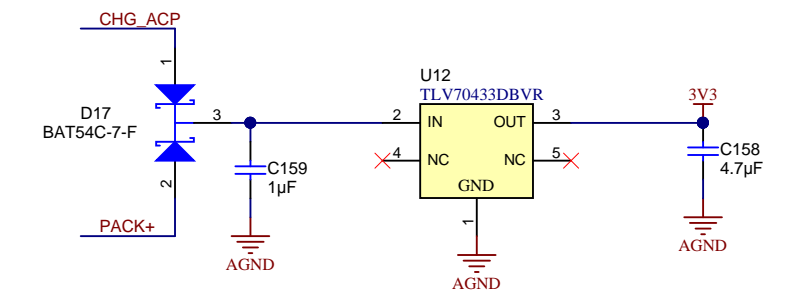 CHG_ACP
1
D17
BAT54C-7-F
3
2
PACK+
C159
1µF
AGND
U12
TLV70433DBVR
2
IN
OUT
3
4
NC
NC
5
GND
1
AGND
3V3
C158
4.7µF
AGND